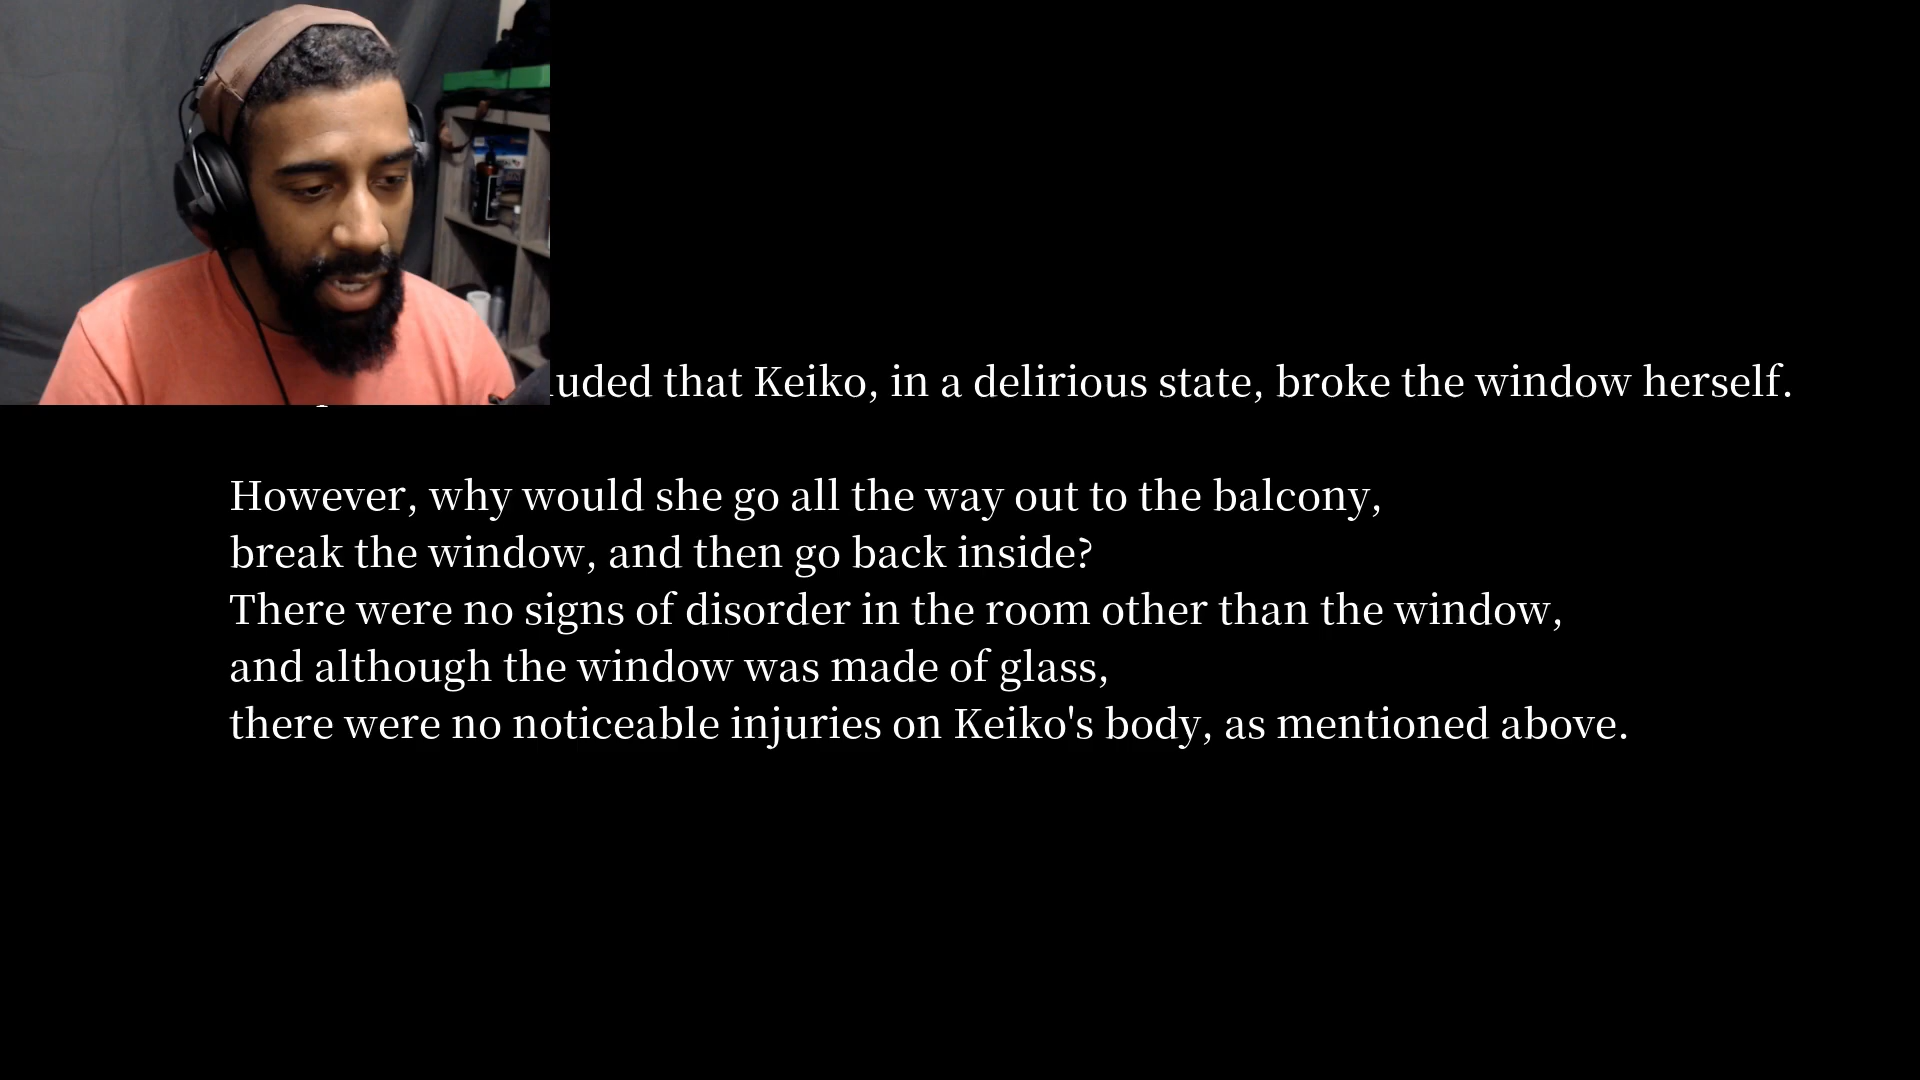 that Keiko, in a delirious state, broke the window herself.
However, why would she go all the way out to the balcony,
break the window, and then go back inside?
There were no signs of disorder in the room other than the window,
and although the window was made of glass,
there were no noticeable injuries on Keiko's body, as mentioned above.